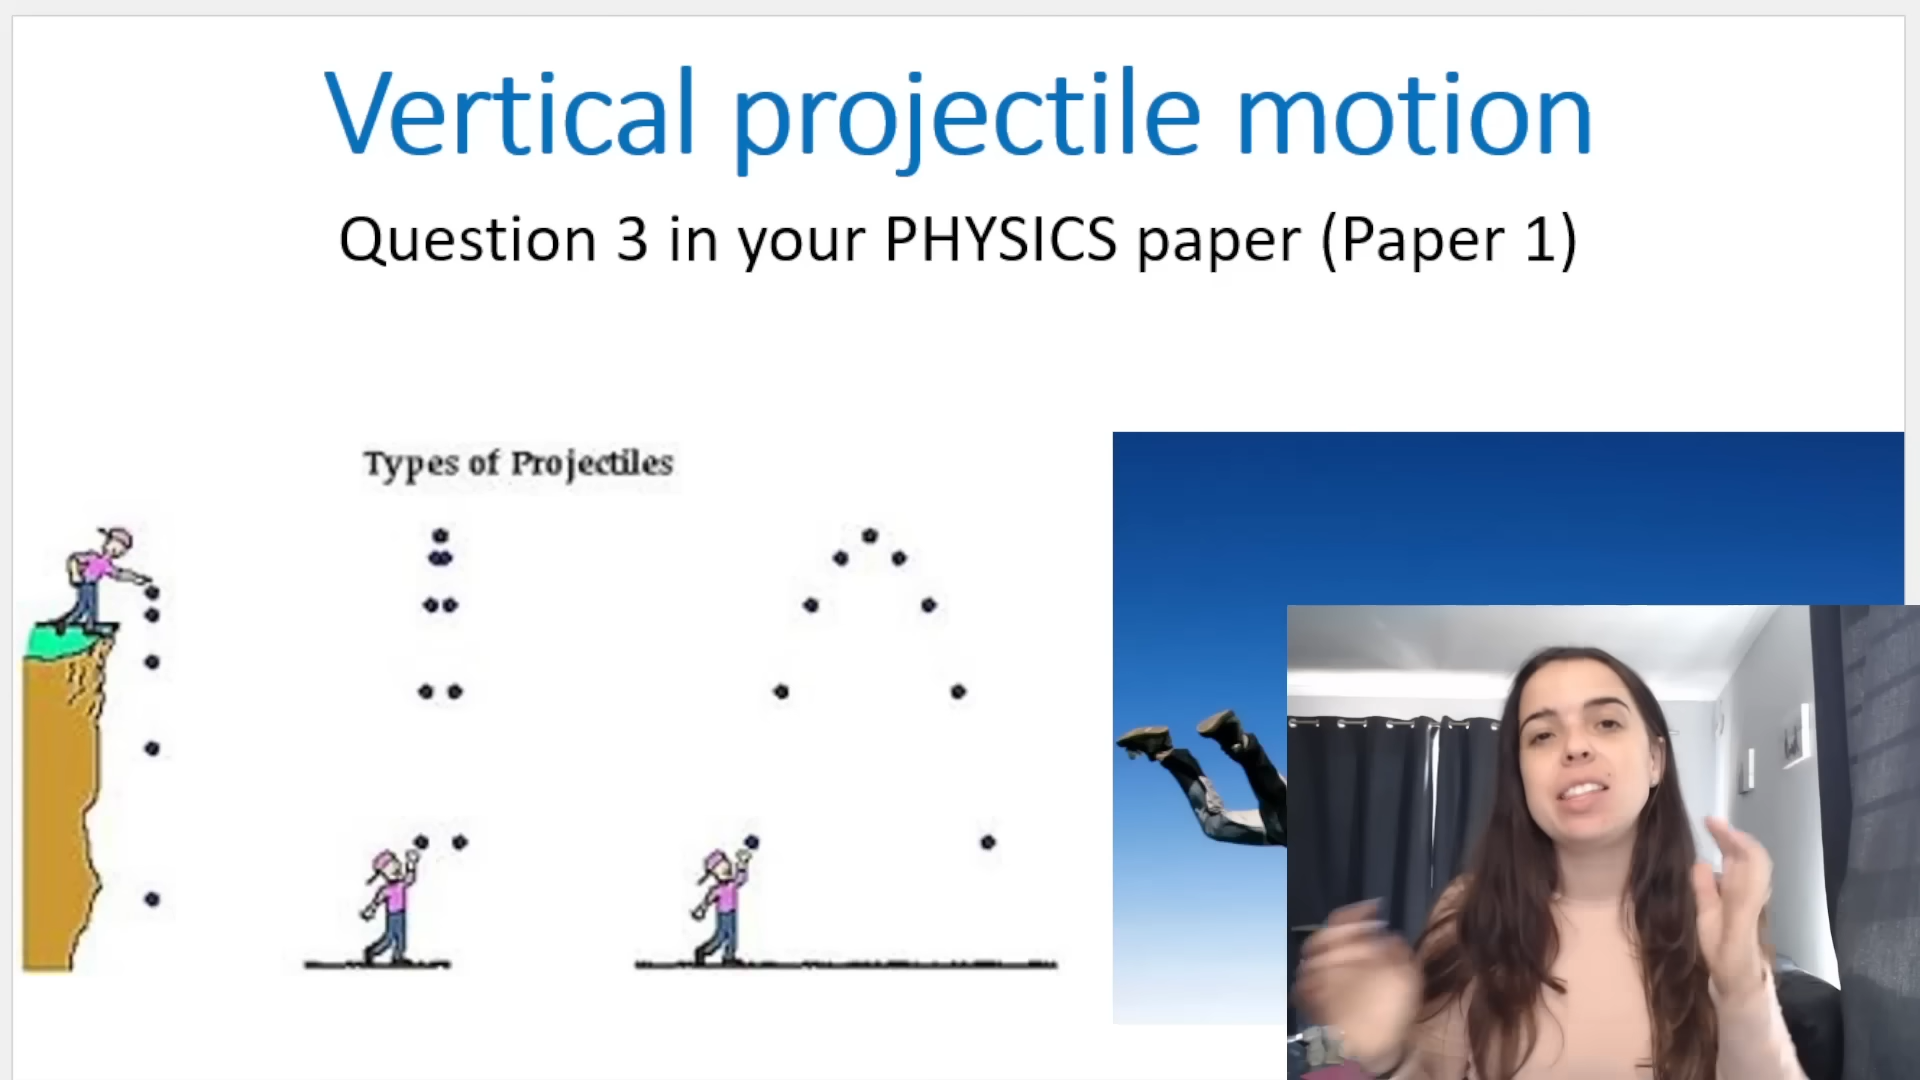 Vertical projectile motion
Question 3 in your PHYSICS paper (Paper 1)
Types of Projectiles